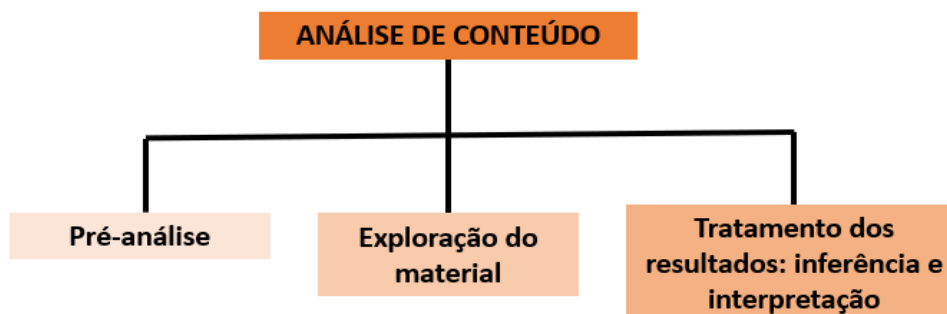 ANÁLISE DE CONTEÚDO
Pré-análise
Exploração do
material
Tratamento dos
resultados: inferência e
interpretação